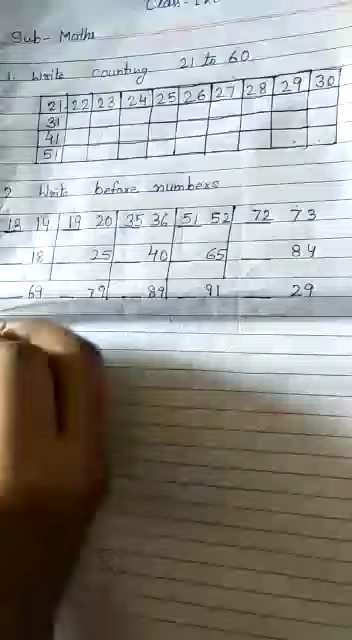 Sub- Maths
1. Write counting 21 to 60.
21 22 23 24 25 26 27 28 29 30
31
41
51
2. Write before numbers
13 14 19 20 35 36 51 52 72 73
18 25 40 65 84
69 79 89 91 29